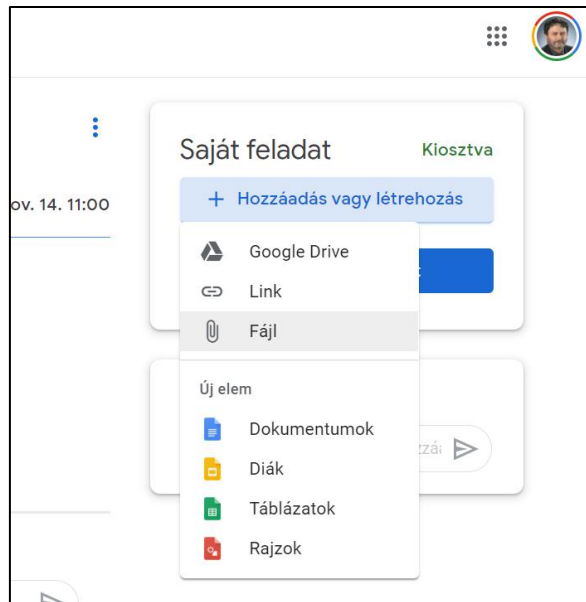 Saját feladat
Kiosztva
ov. 14. 11:00
+ Hozzáadás vagy létrehozás
Google Drive
Link
Fájl
Új elem
Dokumentumok
Diák
Táblázatok
Rajzok